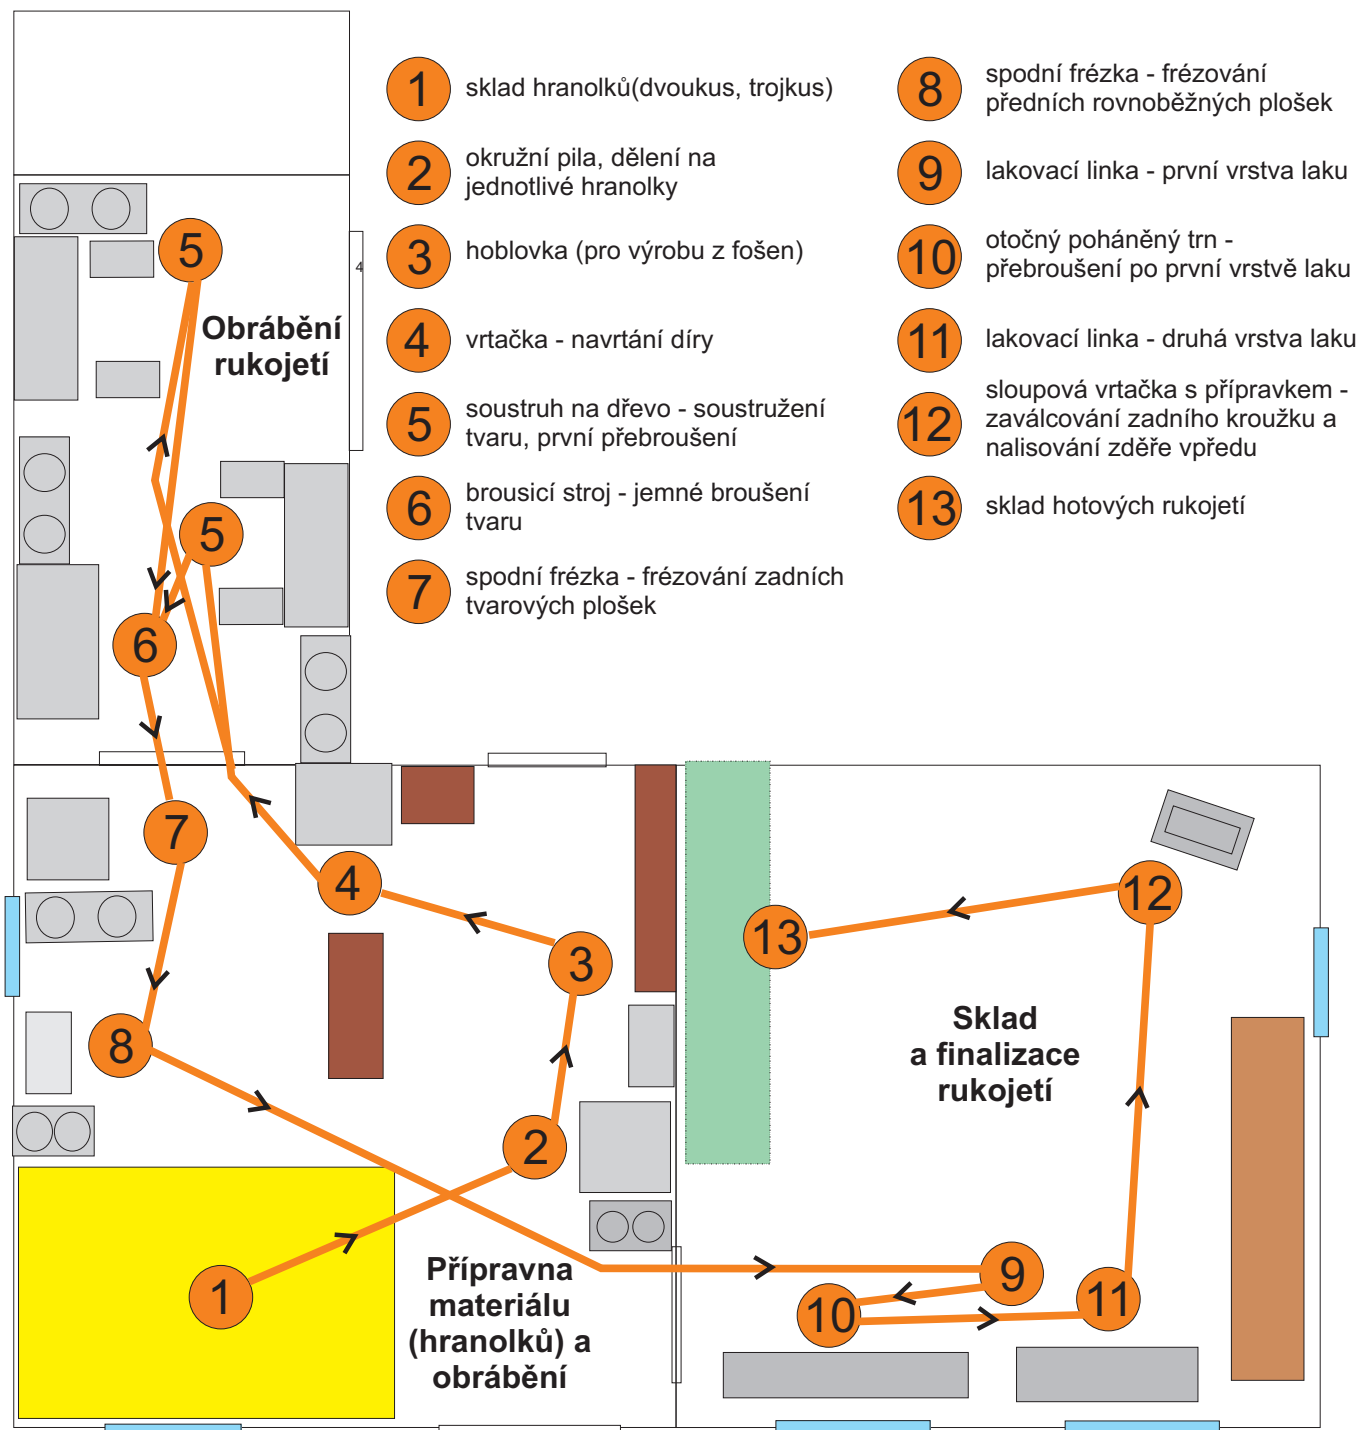 1
sklad hranolků(dvoukus, trojkus)
2
okružní pila, dělení na
jednotlivé hranolky
3
hoblovka (pro výrobu z fošen)
4
vrtačka - navrtání díry
5
soustruh na dřevo - soustružení
tvaru, první přebroušení
6
brousicí stroj - jemné broušení
tvaru
7
spodní frézka - frézování zadních
tvarových plošek
8
spodní frézka - frézování
předních rovnoběžných plošek
9
lakovací linka - první vrstva laku
10
otočný poháněný trn -
přebroušení po první vrstvě laku
11
lakovací linka - druhá vrstva laku
12
sloupová vrtačka s přípravkem -
zaválcování zadního kroužku a
nalisování zděře vpředu
13
sklad hotových rukojetí
5
4
Obrábění
rukojetí
5
6
7
4
3
8
2
1
Přípravna
materiálu
(hranolků) a
obrábění
12
13
Sklad
a finalizace
rukojetí
9
10
11